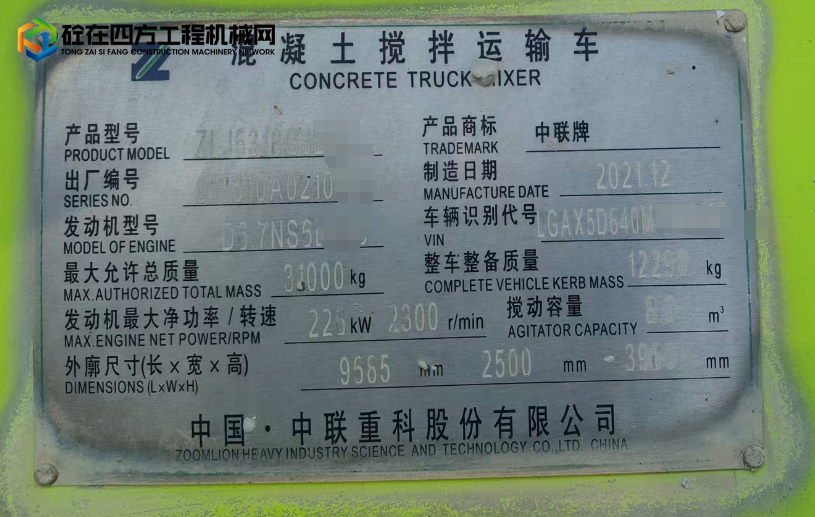 砼在四方工程机械网
TONG ZAI SI FANG CONSTRUCTION MACHINERY NETWORK
混凝土搅拌运输车
CONCRETE TRUCK MIXER
产品型号
PRODUCT MODEL
产品商标 中联牌
TRADEMARK
出厂编号
SERIES NO.
制造日期 2021.12
MANUFACTURE DATE
发动机型号
MODEL OF ENGINE
车辆识别代号 LGAX5D640M
VIN
最大允许总质量 31000 kg
MAX. AUTHORIZED TOTAL MASS
整车整备质量 kg
COMPLETE VEHICLE KERB MASS
发动机最大净功率 / 转速 kW 2300 r/min
MAX.ENGINE NET POWER/RPM
搅动容量 m³
AGITATOR CAPACITY
外廓尺寸(长×宽×高) 9585 mm 2500 mm mm
DIMENSIONS (L×W×H)
中国·中联重科股份有限公司
ZOOMLION HEAVY INDUSTRY SCIENCE AND TECHNOLOGY CO.,LTD. CHINA